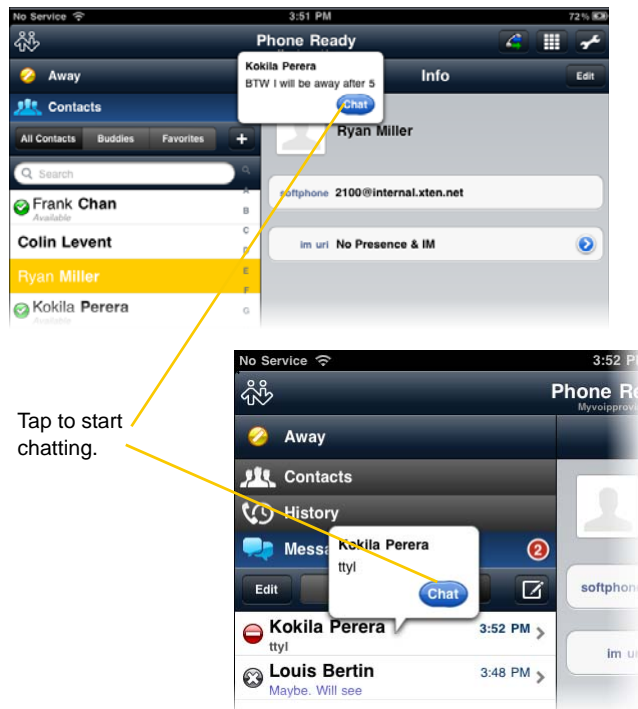 No Service 3:51 PM 72%
Phone Ready
Away
Kokila Perera
BTW I will be away after 5
Chat
Info
Edit
Contacts
All Contacts Buddies Favorites +
Ryan Miller
Search
A
B
C
D
E
F
G
Frank Chan
Available
Colin Levent
Ryan Miller
Kokila Perera
Available
softphone 2100@internal.xten.net
im uri No Presence & IM
Tap to start
chatting.
No Service 3:52 P
Phone Re
Myvoipprovi
Away
Contacts
History
Messa 2
Kokila Perera
ttyl
Chat
Edit
Kokila Perera 3:52 PM
ttyl
Louis Bertin 3:48 PM
Maybe. Will see
softphon
im u